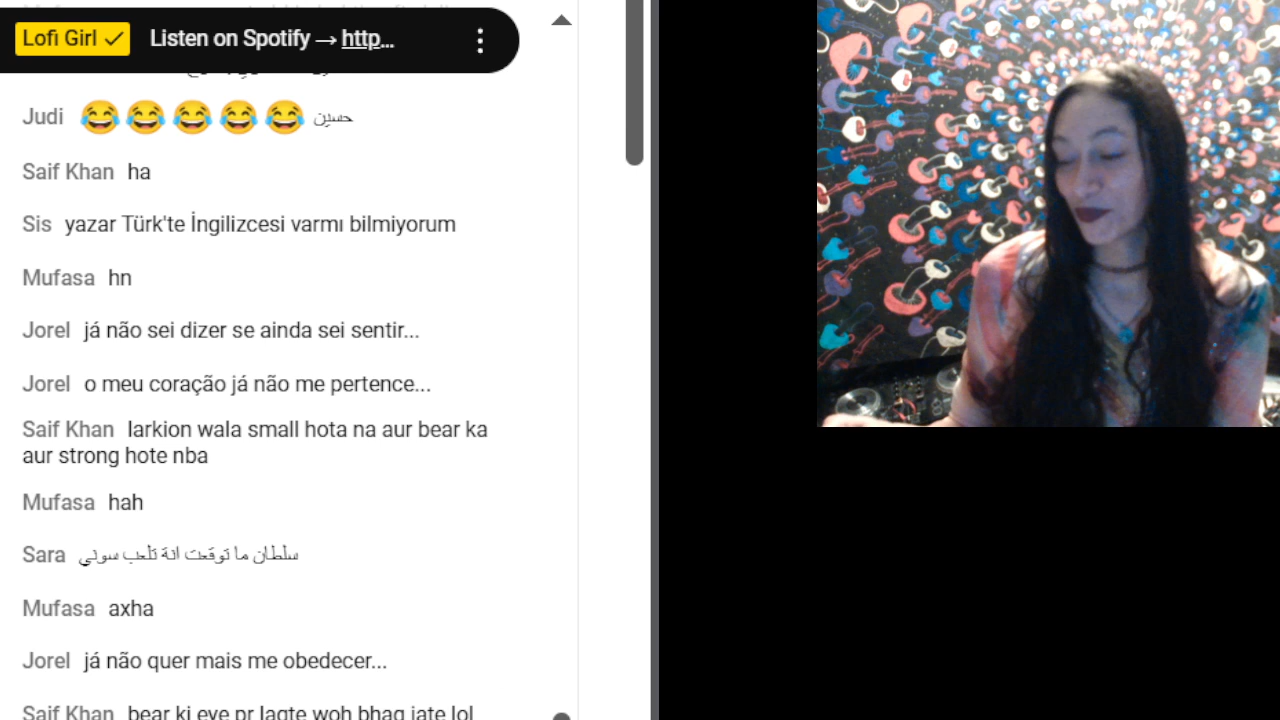 Lofi Girl Listen on Spotify → http...
Judi 😂😂😂😂😂 حسين
Saif Khan ha
Sis yazar Türk'te İngilizcesi varmı bilmiyorum
Mufasa hn
Jorel já não sei dizer se ainda sei sentir...
Jorel o meu coração já não me pertence...
Saif Khan larkion wala small hota na aur bear ka
aur strong hote nba
Mufasa hah
Sara سلطان ما توقعت انة تلعب سوني
Mufasa axha
Jorel já não quer mais me obedecer...
Saif Khan bear ki eye pr lagte woh bhag jate lol